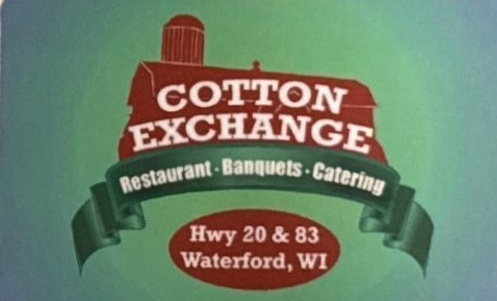 COTTON
EXCHANGE
Restaurant · Banquets · Catering
Hwy 20 & 83
Waterford, WI